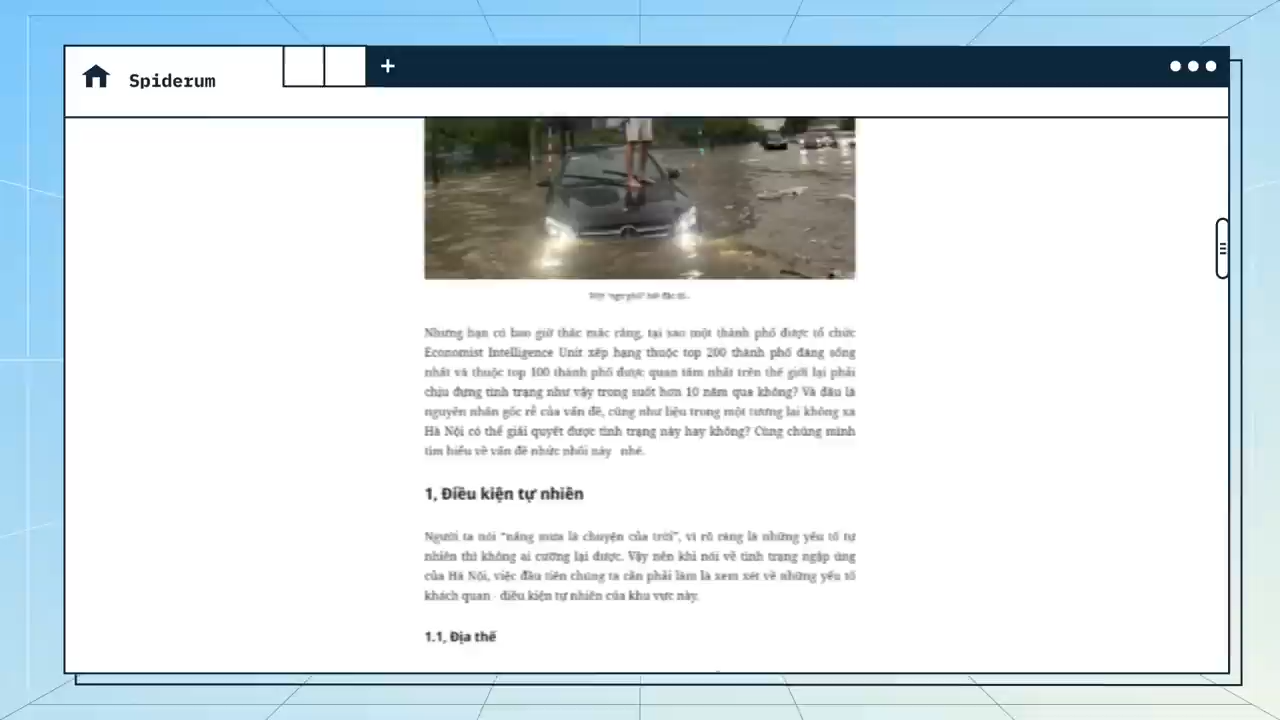 Spiderum
Nhưng bạn có bao giờ thắc mắc rằng, tại sao một thành phố được tổ chức
Economist Intelligence Unit xếp hạng thuộc top 200 thành phố đáng sống
nhất và thuộc top 100 thành phố được quan tâm nhất trên thế giới lại phải
chịu đựng tình trạng như vậy trong suốt hơn 10 năm qua không? Và đâu là
nguyên nhân gốc rễ của vấn đề, cũng như liệu trong một tương lai không xa
Hà Nội có thể giải quyết được tình trạng này hay không? Cùng chúng mình
tìm hiểu về vấn đề nhức nhối này nhé.
1, Điều kiện tự nhiên
Người ta nói "nắng mưa là chuyện của trời", vì rõ ràng là những yếu tố tự
nhiên thì không ai cưỡng lại được. Vậy nên khi nói về tình trạng ngập úng
của Hà Nội, việc đầu tiên chúng ta cần phải làm là xem xét về những yếu tố
khách quan - điều kiện tự nhiên của khu vực này.
1.1, Địa thế